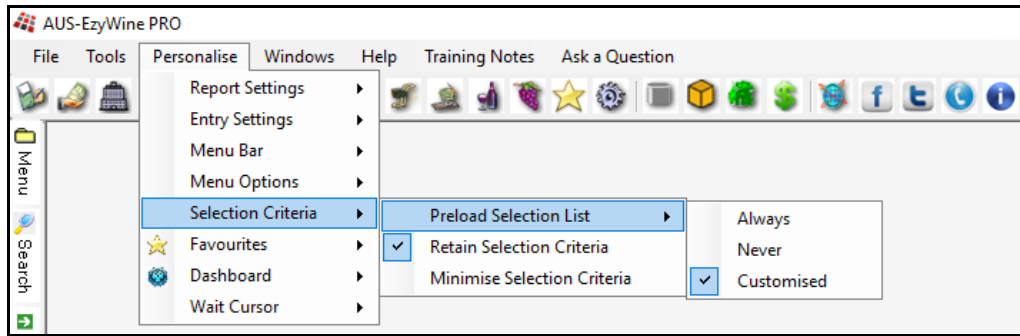 AUS-EzyWine PRO
File Tools Personalise Windows Help Training Notes Ask a Question
Menu
Search
Report Settings
Entry Settings
Menu Bar
Menu Options
Selection Criteria
Favourites
Dashboard
Wait Cursor
Preload Selection List
Retain Selection Criteria
Minimise Selection Criteria
Always
Never
Customised